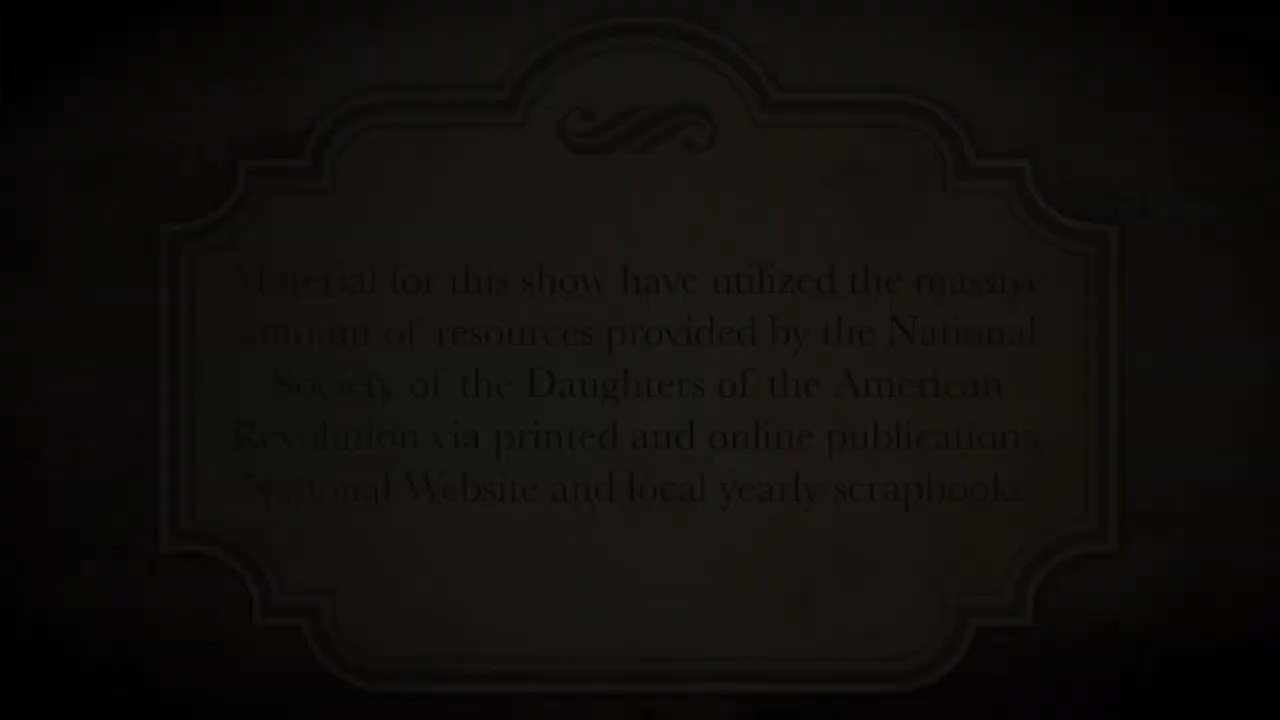 Material for this show have utilized the massive
amount of resources provided by the National
Society of the Daughters of the American
Revolution via printed and online publications,
National Website and local yearly scrapbooks